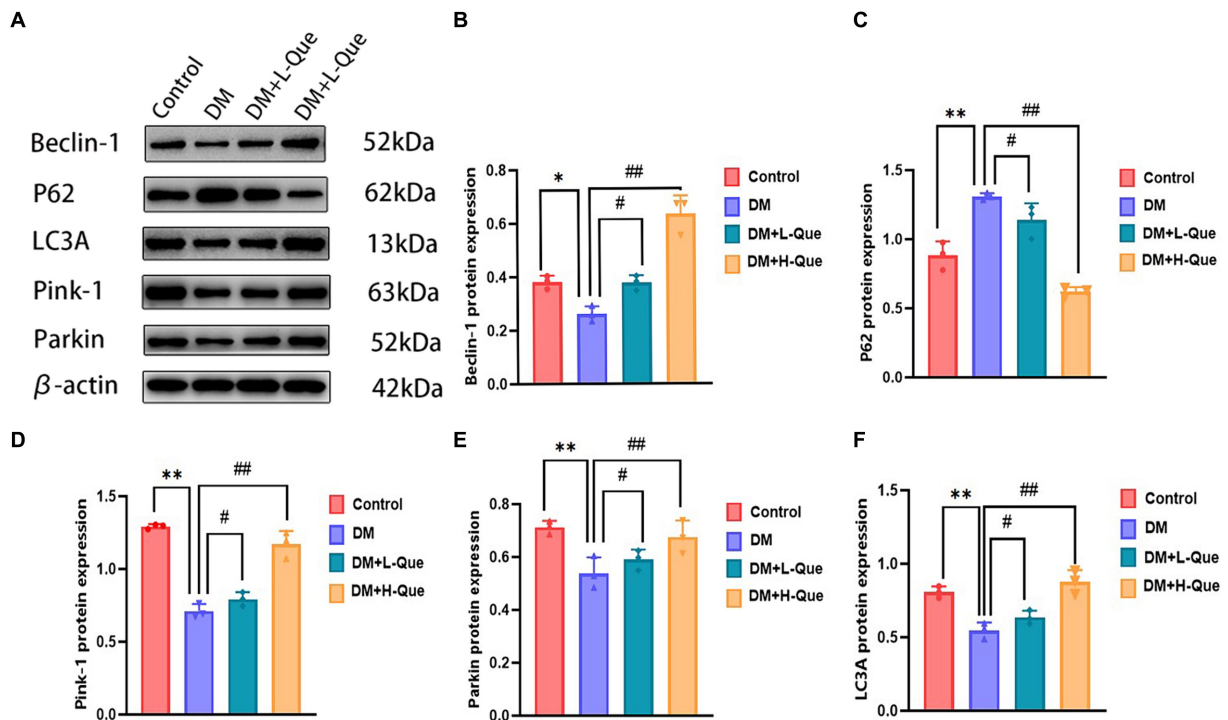 A
Control
DM
DM+L-Que
DM+L-Que
Beclin-1
52kDa
P62
62kDa
LC3A
13kDa
Pink-1
63kDa
Parkin
52kDa
β-actin
42kDa
B
Beclin-1 protein expression
0.8
0.6
0.4
0.2
0.0
*
##
#
Control
DM
DM+L-Que
DM+H-Que
C
P62 protein expression
1.5
1.0
0.5
0.0
**
##
#
Control
DM
DM+L-Que
DM+H-Que
D
Pink-1 protein expression
1.5
1.0
0.5
0.0
**
##
#
Control
DM
DM+L-Que
DM+H-Que
E
Parkin protein expression
0.8
0.6
0.4
0.2
0.0
**
##
#
Control
DM
DM+L-Que
DM+H-Que
F
LC3A protein expression
1.5
1.0
0.5
0.0
**
##
#
Control
DM
DM+L-Que
DM+H-Que